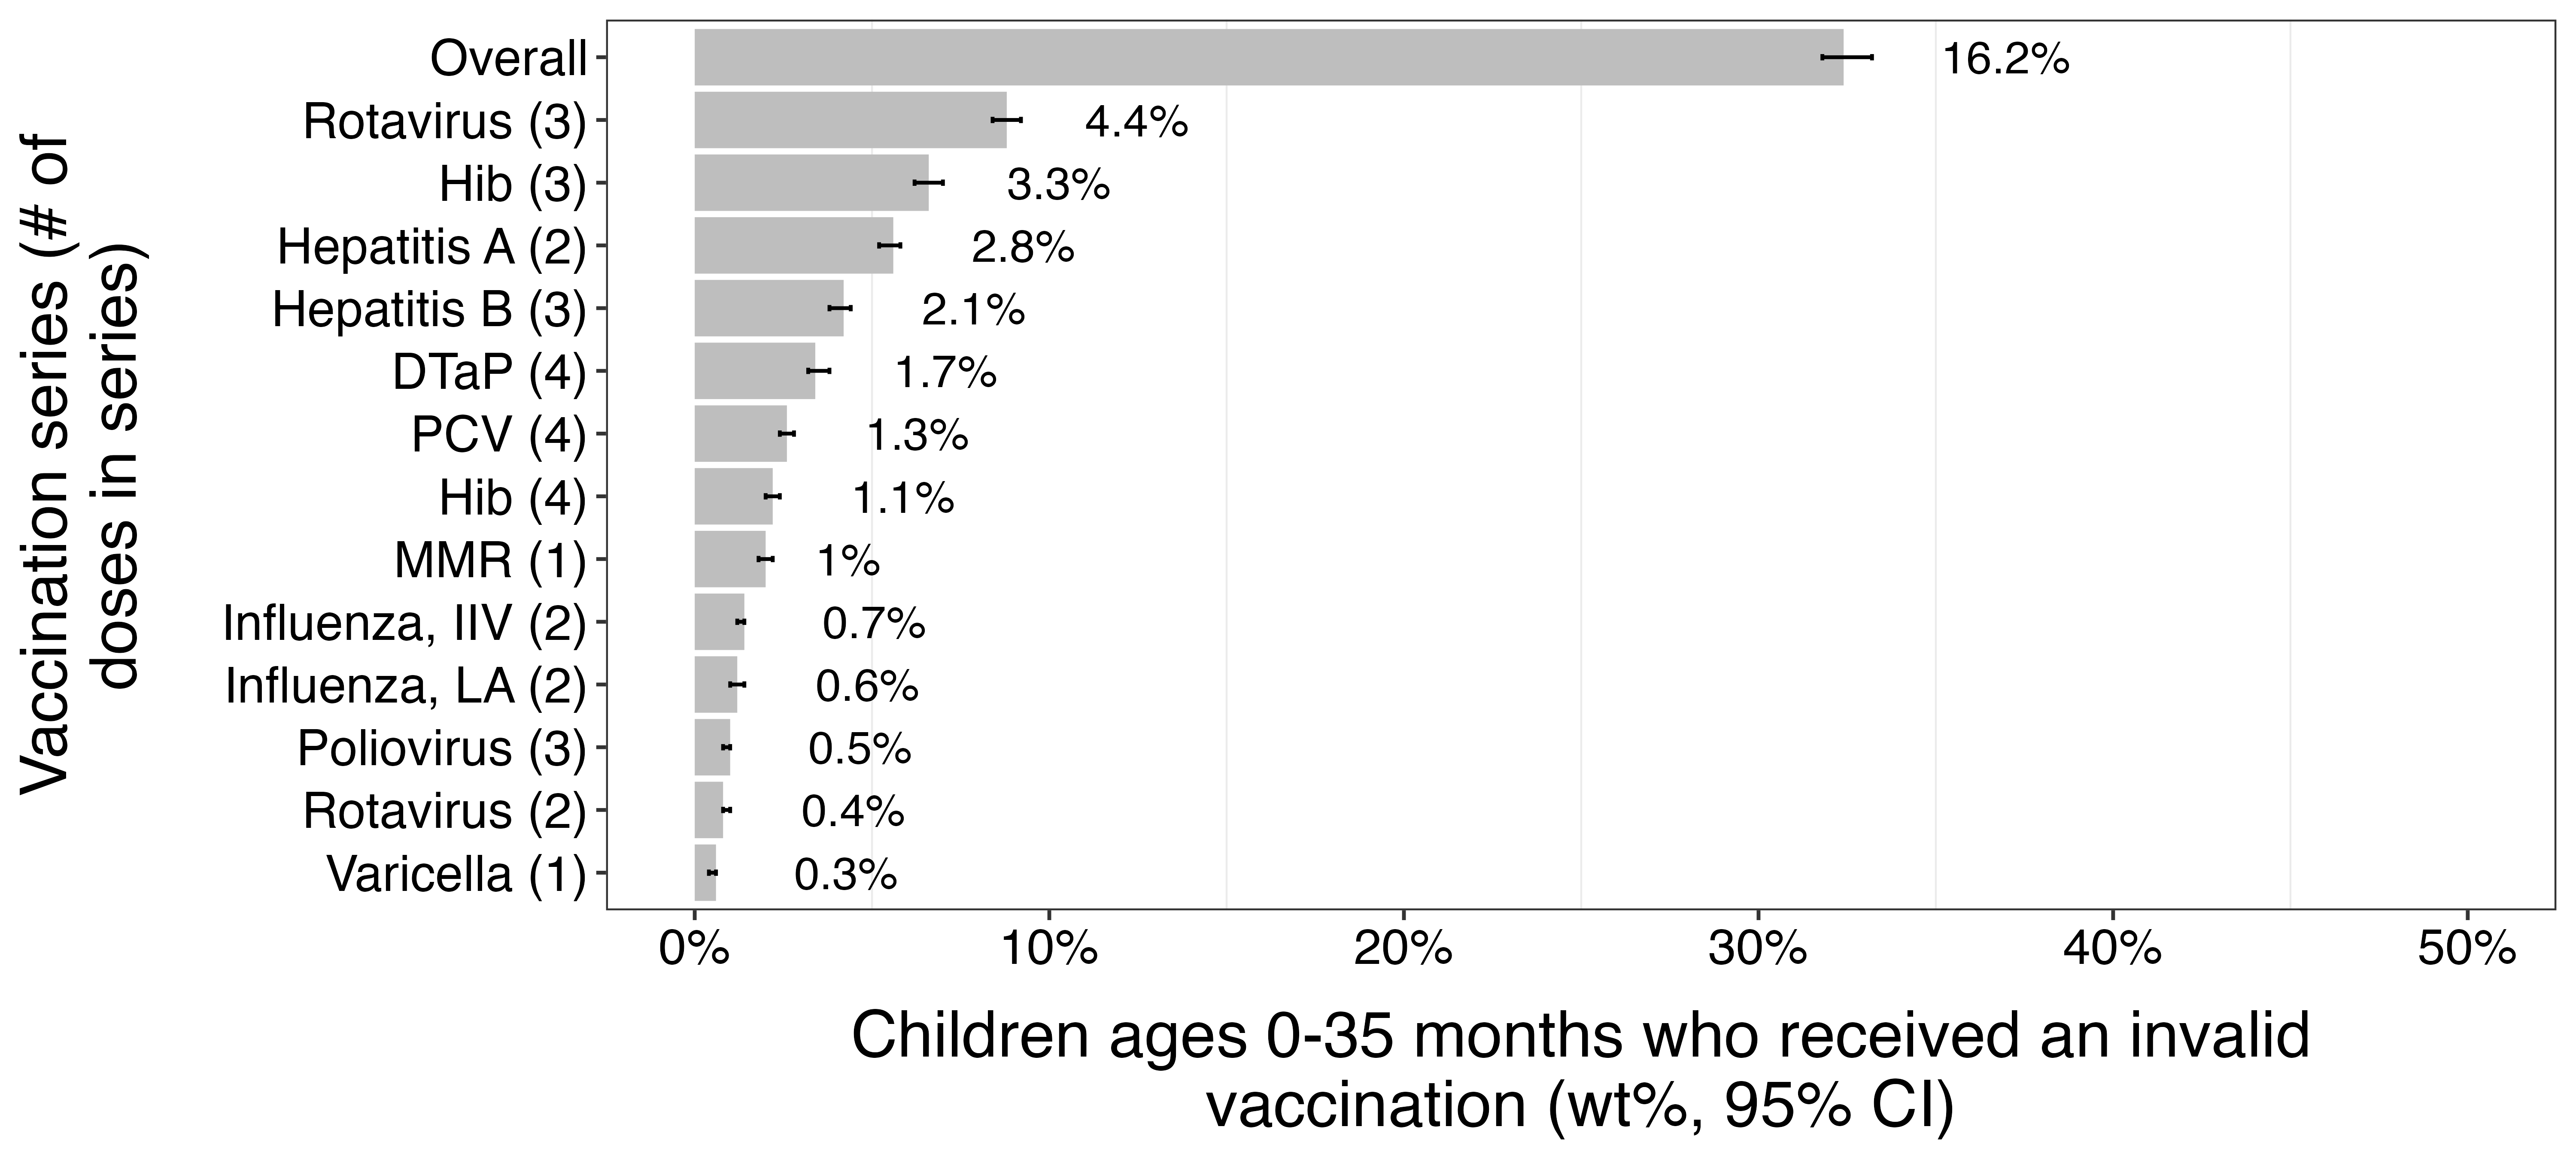 Vaccination series (# of
doses in series)
Overall 16.2%
Rotavirus (3) 4.4%
Hib (3) 3.3%
Hepatitis A (2) 2.8%
Hepatitis B (3) 2.1%
DTaP (4) 1.7%
PCV (4) 1.3%
Hib (4) 1.1%
MMR (1) 1%
Influenza, IIV (2) 0.7%
Influenza, LA (2) 0.6%
Poliovirus (3) 0.5%
Rotavirus (2) 0.4%
Varicella (1) 0.3%
0% 10% 20% 30% 40% 50%
Children ages 0-35 months who received an invalid
vaccination (wt%, 95% CI)